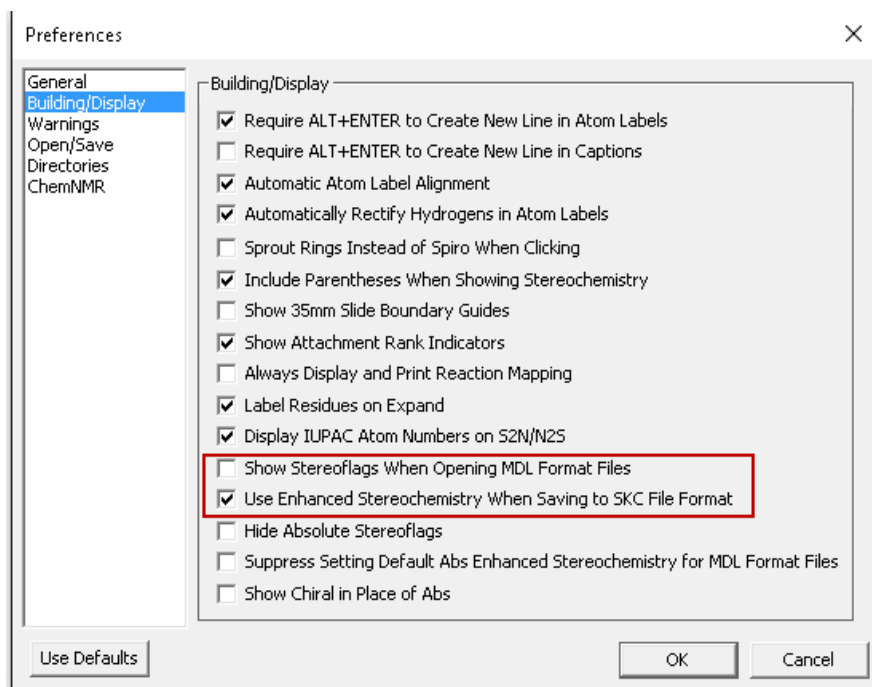 Preferences
General
Building/Display
Warnings
Open/Save
Directories
ChemNMR
Building/Display
Require ALT+ENTER to Create New Line in Atom Labels
Require ALT+ENTER to Create New Line in Captions
Automatic Atom Label Alignment
Automatically Rectify Hydrogens in Atom Labels
Sprout Rings Instead of Spiro When Clicking
Include Parentheses When Showing Stereochemistry
Show 35mm Slide Boundary Guides
Show Attachment Rank Indicators
Always Display and Print Reaction Mapping
Label Residues on Expand
Display IUPAC Atom Numbers on S2N/N2S
Show Stereoflags When Opening MDL Format Files
Use Enhanced Stereochemistry When Saving to SKC File Format
Hide Absolute Stereoflags
Suppress Setting Default Abs Enhanced Stereochemistry for MDL Format Files
Show Chiral in Place of Abs
Use Defaults
OK
Cancel